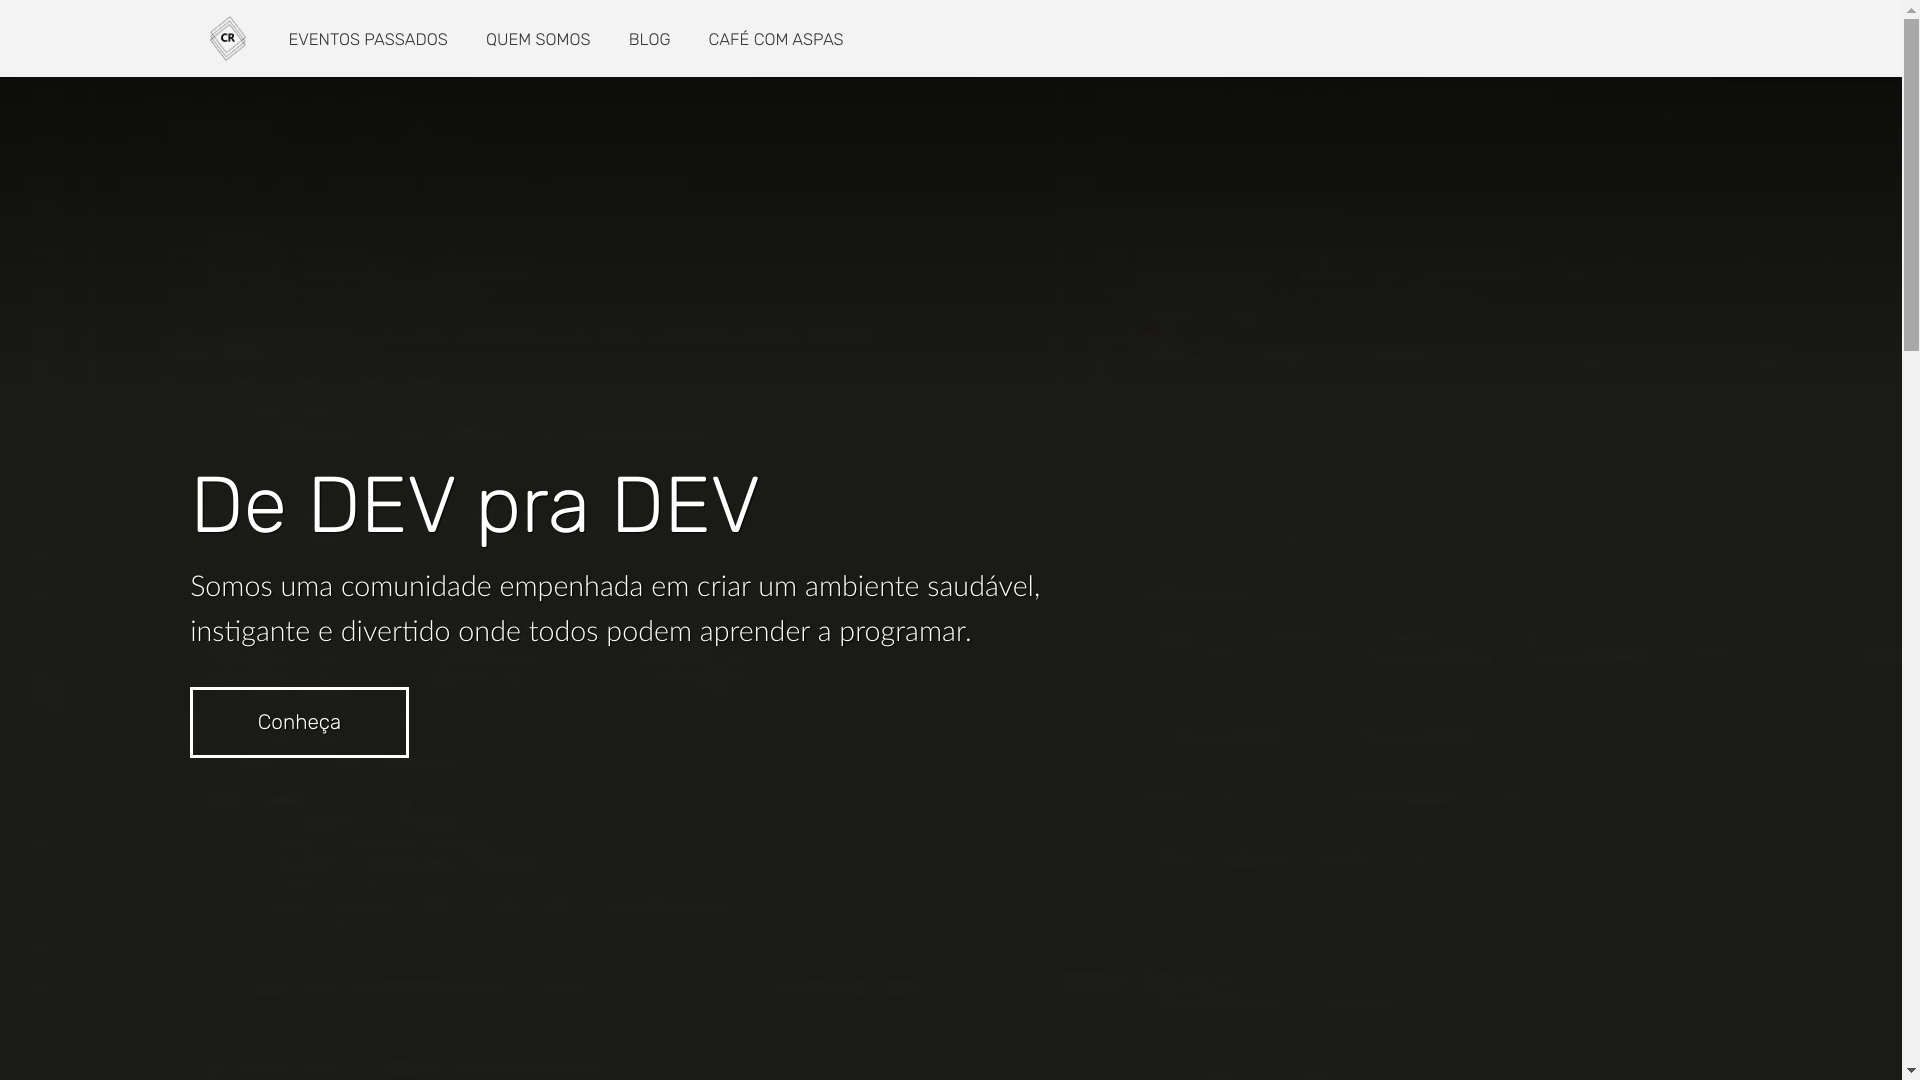 CR
EVENTOS PASSADOS
QUEM SOMOS
BLOG
CAFÉ COM ASPAS
De DEV pra DEV
Somos uma comunidade empenhada em criar um ambiente saudável,
instigante e divertido onde todos podem aprender a programar.
Conheça